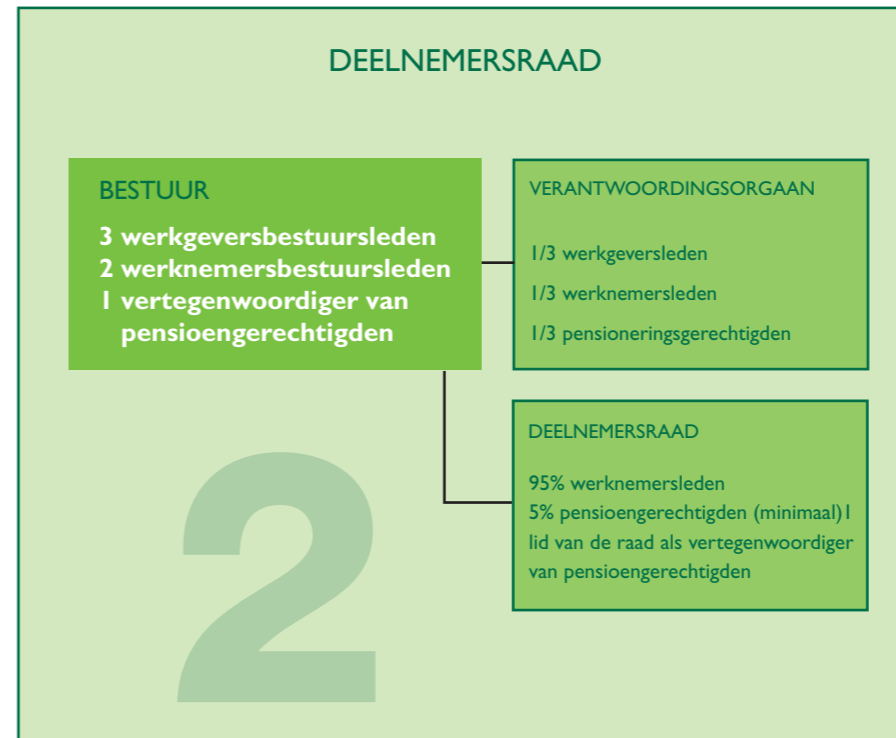 DEELNEMERSRAAD
BESTUUR
3 werkgeversbestuursleden
2 werknemersbestuursleden
1 vertegenwoordiger van
pensioengerechtigden
VERANTWOORDINGSORGAAN
1/3 werkgeversleden
1/3 werknemersleden
1/3 pensioneringsgerechtigden
DEELNEMERSRAAD
95% werknemersleden
5% pensioengerechtigden (minimaal)1
lid van de raad als vertegenwoordiger
van pensioengerechtigden
2